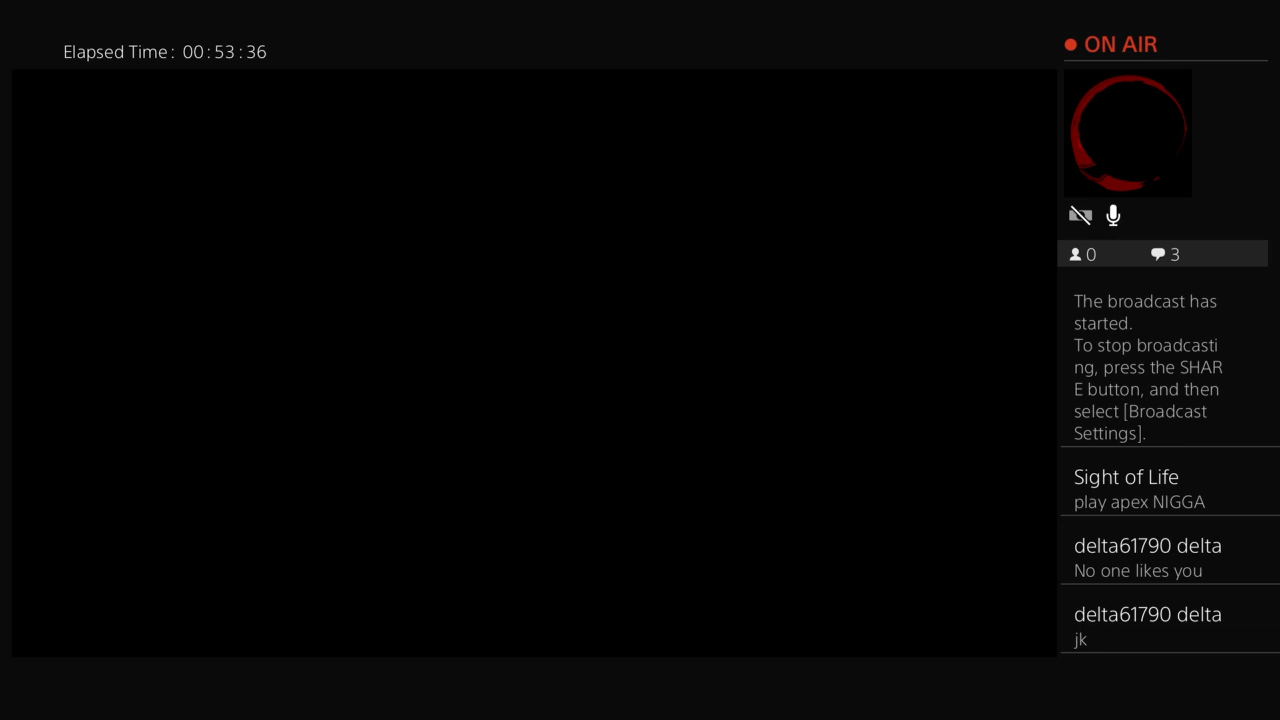 Elapsed Time: 00:53:36
ON AIR
0 3
The broadcast has
started.
To stop broadcasti
ng, press the SHAR
E button, and then
select [Broadcast
Settings].
Sight of Life
play apex NIGGA
delta61790 delta
No one likes you
delta61790 delta
jk